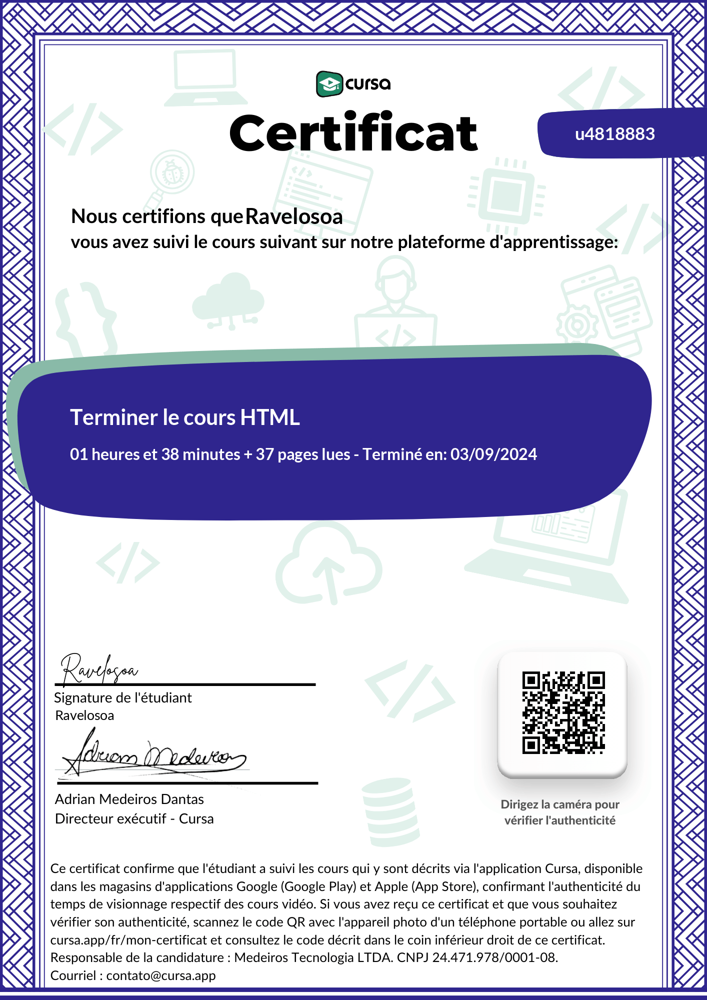 cursa
Certificat
u4818883
Nous certifions que Ravelosoa
vous avez suivi le cours suivant sur notre plateforme d'apprentissage:
Terminer le cours HTML
01 heures et 38 minutes + 37 pages lues - Terminé en: 03/09/2024
Ravelosoa
Signature de l'étudiant
Ravelosoa
Adrian Medeiros
Adrian Medeiros Dantas
Directeur exécutif - Cursa
Dirigez la caméra pour
vérifier l'authenticité
Ce certificat confirme que l'étudiant a suivi les cours qui y sont décrits via l'application Cursa, disponible
dans les magasins d'applications Google (Google Play) et Apple (App Store), confirmant l'authenticité du
temps de visionnage respectif des cours vidéo. Si vous avez reçu ce certificat et que vous souhaitez
vérifier son authenticité, scannez le code QR avec l'appareil photo d'un téléphone portable ou allez sur
cursa.app/fr/mon-certificat et consultez le code décrit dans le coin inférieur droit de ce certificat.
Responsable de la candidature : Medeiros Tecnologia LTDA. CNPJ 24.471.978/0001-08.
Courriel : contato@cursa.app